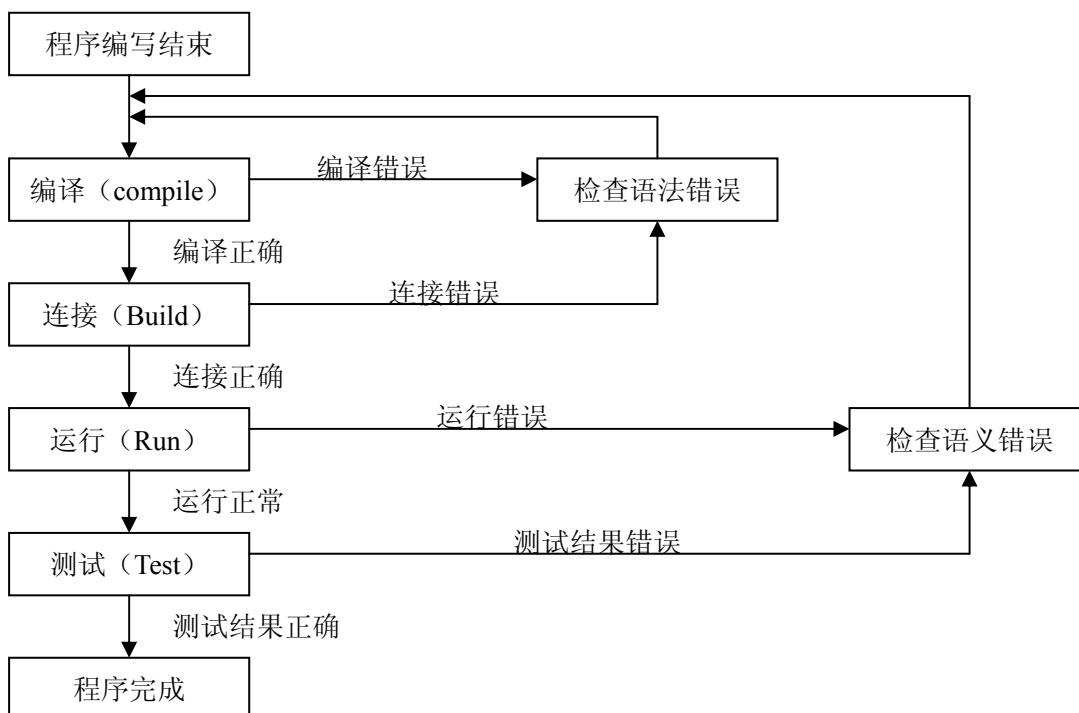 程序编写结束
编译（compile）
编译错误
检查语法错误
编译正确
连接（Build）
连接错误
连接正确
运行（Run）
运行错误
检查语义错误
运行正常
测试（Test）
测试结果错误
测试结果正确
程序完成